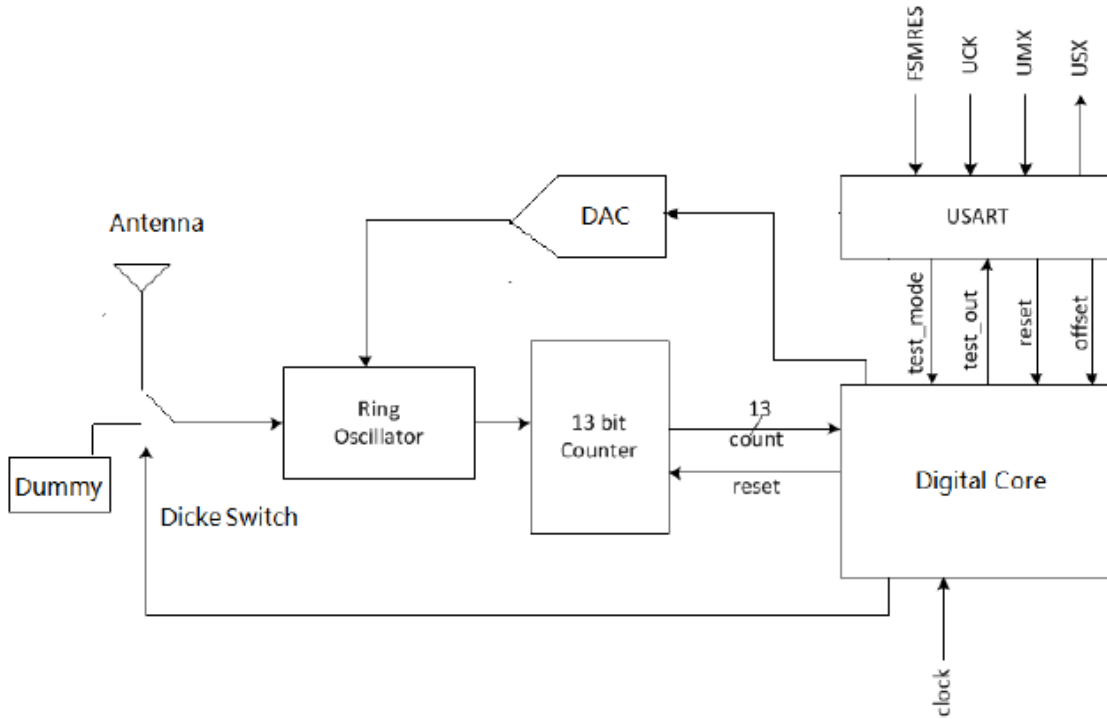 FSMRES
UCK
UMX
USX
USART
DAC
Antenna
test_mode
test_out
reset
offset
Ring
Oscillator
13 bit
Counter
13
count
reset
Digital Core
Dummy
Dicke Switch
clock